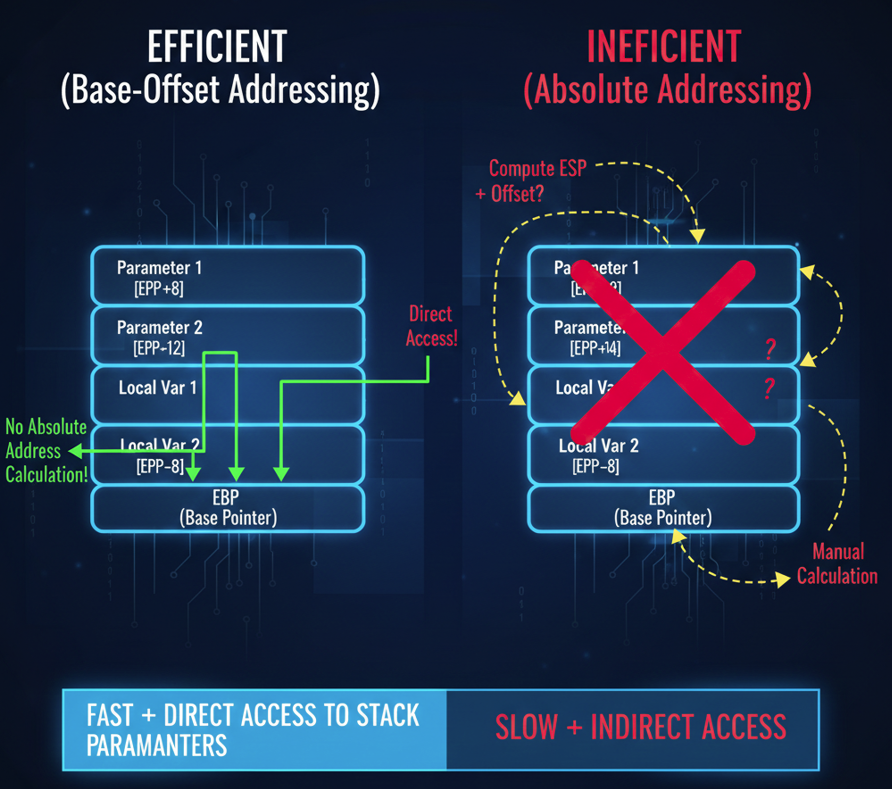 EFFICIENT
(Base-Offset Addressing)
No Absolute
Address
Calculation!
Parameter 1
[EPP+8]
Parameter 2
[EPP-12]
Local Var 1
Local Var 2
[EPP-8]
EBP
(Base Pointer)
Direct
Access!
INEFICIENT
(Absolute Addressing)
Compute ESP
+ Offset?
1
[EPP+14]
?
Local
?
Local Var 2
[EPP-8]
EBP
(Base Pointer)
Manual
Calculation
FAST + DIRECT ACCESS TO STACK
PARAMANTERS
SLOW + INDIRECT ACCESS